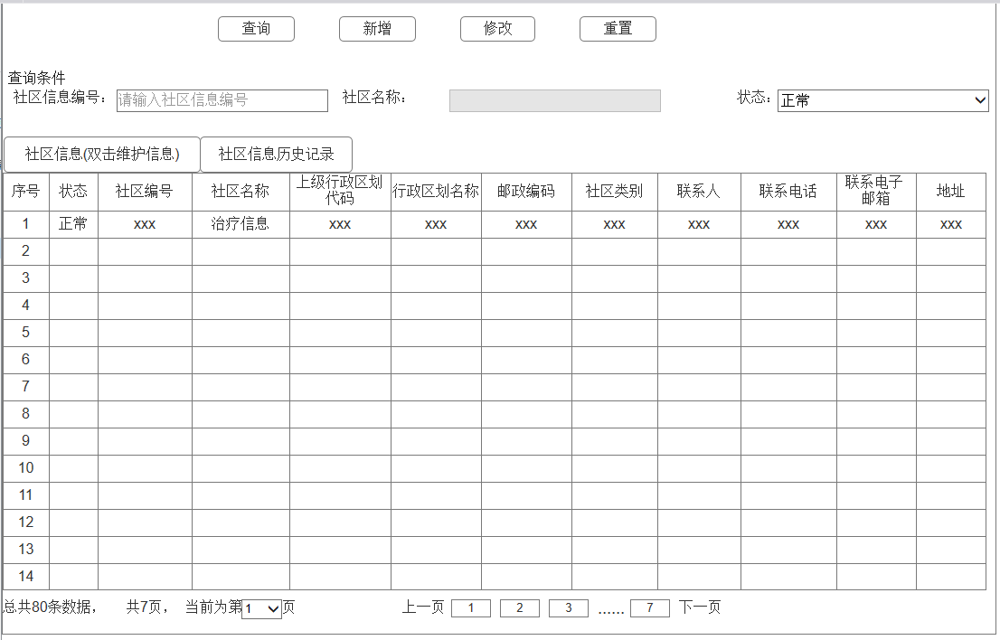 查询 新增 修改 重置
查询条件
社区信息编号： 请输入社区信息编号 社区名称： 状态： 正常
社区信息(双击维护信息) 社区信息历史记录
序号 状态 社区编号 社区名称 上级行政区划代码 行政区划名称 邮政编码 社区类别 联系人 联系电话 联系电子邮箱 地址
1 正常 xxx 治疗信息 xxx xxx xxx xxx xxx xxx xxx xxx
2
3
4
5
6
7
8
9
10
11
12
13
14
总共80条数据， 共7页， 当前为第 1 页 上一页 1 2 3 ...... 7 下一页